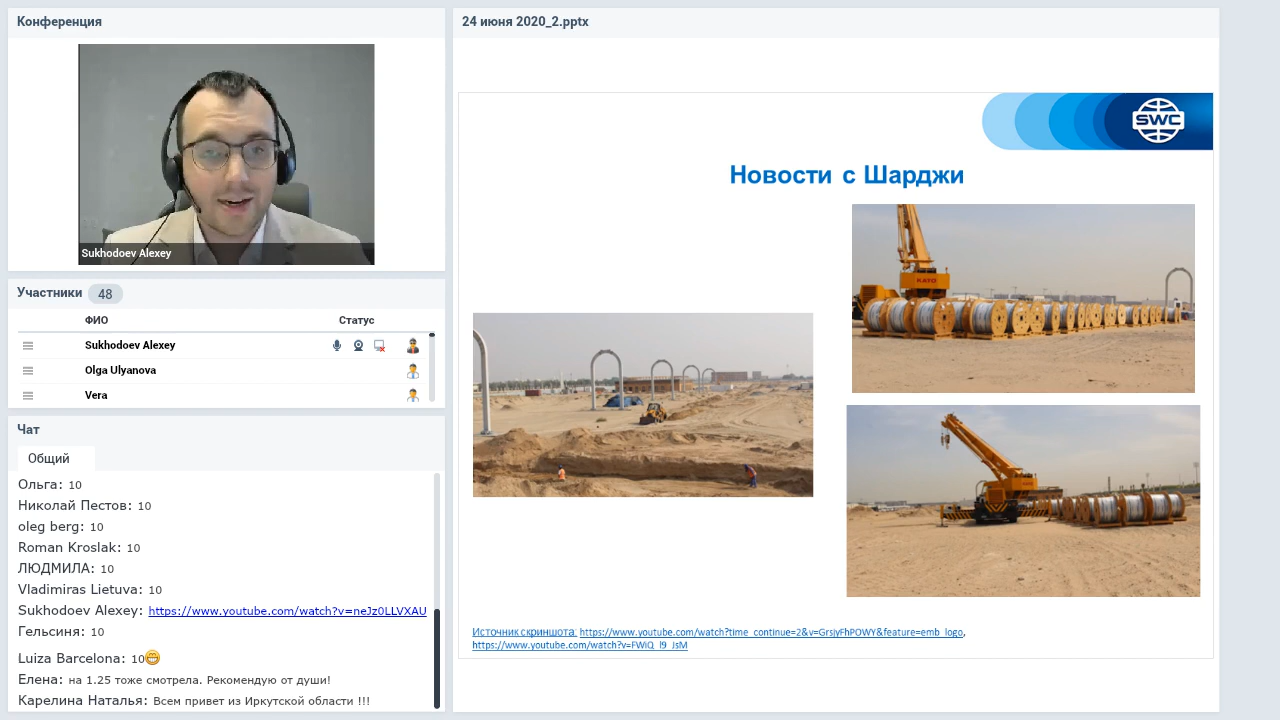 Конференция
Sukhodoev Alexey
Участники 48
ФИО Статус
Sukhodoev Alexey
Olga Ulyanova
Vera
Чат
Общий
Ольга: 10
Николай Пестов: 10
oleg berg: 10
Roman Kroslak: 10
ЛЮДМИЛА: 10
Vladimiras Lietuva: 10
Sukhodoev Alexey: https://www.youtube.com/watch?v=neJz0LLVXAU
Гельсиня: 10
Luiza Barcelona: 10😁
Елена: на 1.25 тоже смотрела. Рекомендую от души!
Карелина Наталья: Всем привет из Иркутской области !!!
24 июня 2020_2.pptx
SWC
Новости с Шарджи
KATO
Источник скриншота: https://www.youtube.com/watch?time_continue=2&v=GrsjyFhPOWY&feature=emb_logo,
https://www.youtube.com/watch?v=FWiQ_l9_JsM